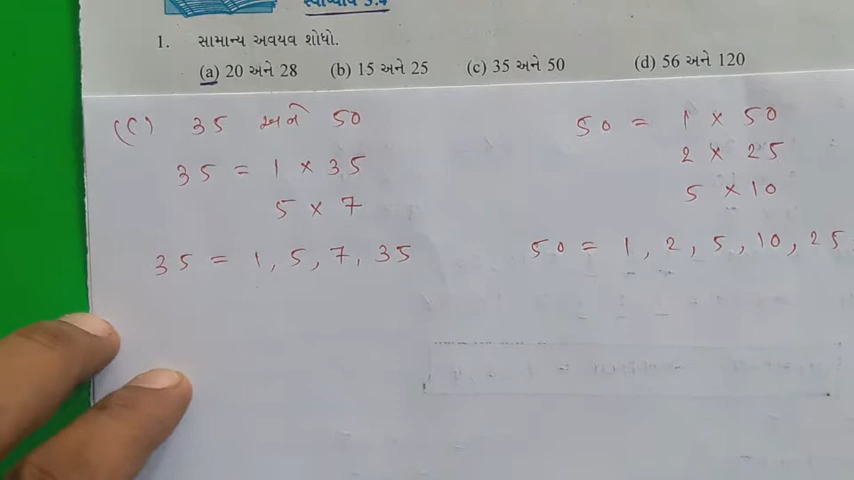 સ્વાધ્યાય 3.4
1. સામાન્ય અવયવ શોધો.
(a) 20 અને 28 (b) 15 અને 25 (c) 35 અને 50 (d) 56 અને 120
(C) 35 અને 50
35 = 1 × 35
5 × 7
35 = 1, 5, 7, 35
50 = 1 × 50
2 × 25
5 × 10
50 = 1, 2, 5, 10, 25